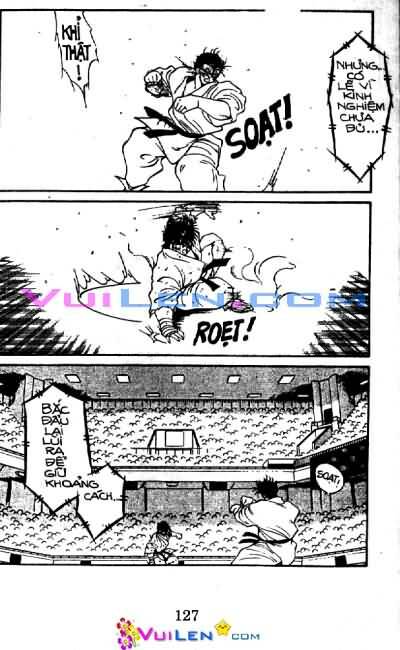 KHỈ
THẬT!
NHƯNG...
CÓ
LẼ VÌ
KINH
NGHIỆM
CHƯA
ĐỦ...
SOẠT!
VUILEN.COM
ROẸT!
BẮC
ĐẨU
LẠI
LÙI
RA
ĐỂ
GIỮ
KHOẢNG
CÁCH...
SOẠT!
127
VUILEN.COM